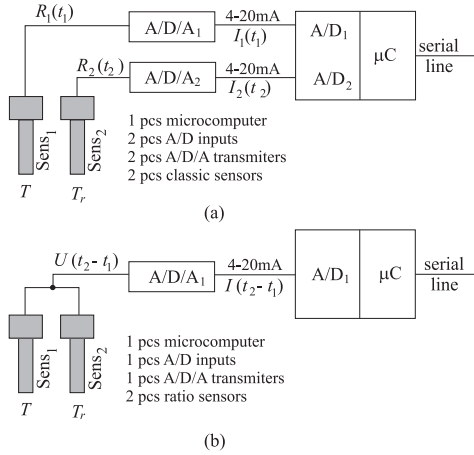 R1(t1)
A/D/A1
4-20mA
I1(t1)
A/D1
R2(t2)
A/D/A2
4-20mA
I2(t2)
A/D2
μC
serial
line
Sens1
Sens2
T
Tr
1 pcs microcomputer
2 pcs A/D inputs
2 pcs A/D/A transmiters
2 pcs classic sensors
(a)
U(t2- t1)
A/D/A1
4-20mA
I(t2- t1)
A/D1
μC
serial
line
Sens1
Sens2
T
Tr
1 pcs microcomputer
1 pcs A/D inputs
1 pcs A/D/A transmiters
2 pcs ratio sensors
(b)